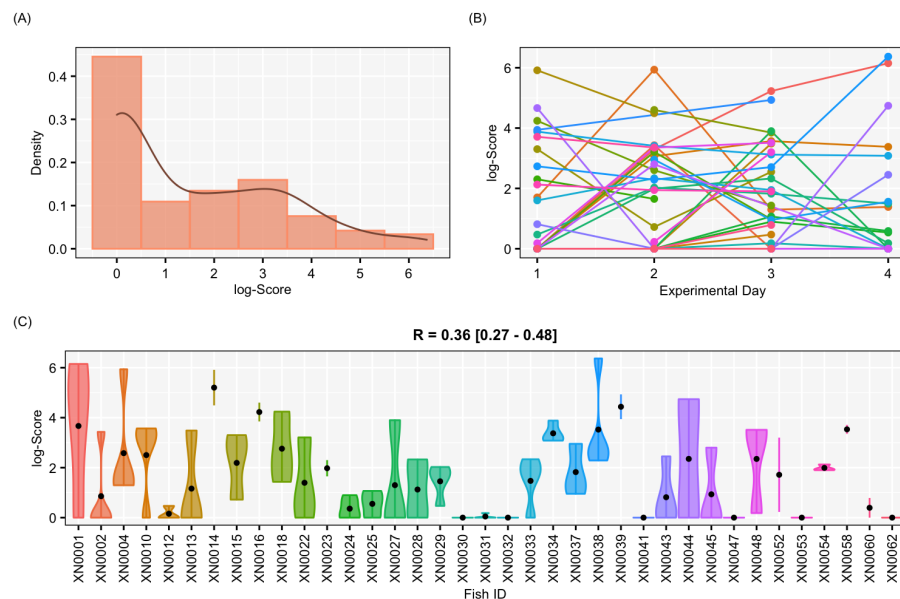 (A)
Density
0.4
0.3
0.2
0.1
0.0
0 1 2 3 4 5 6
log-Score
(B)
log-Score
6
4
2
0
1 2 3 4
Experimental Day
(C)
R = 0.36 [0.27 - 0.48]
log-Score
6
4
2
0
XN0001 XN0002 XN0004 XN0010 XN0012 XN0013 XN0014 XN0015 XN0016 XN0018 XN0022 XN0023 XN0024 XN0025 XN0027 XN0028 XN0029 XN0030 XN0031 XN0032 XN0033 XN0034 XN0037 XN0038 XN0039 XN0041 XN0043 XN0044 XN0045 XN0047 XN0048 XN0052 XN0053 XN0054 XN0058 XN0060 XN0062
Fish ID